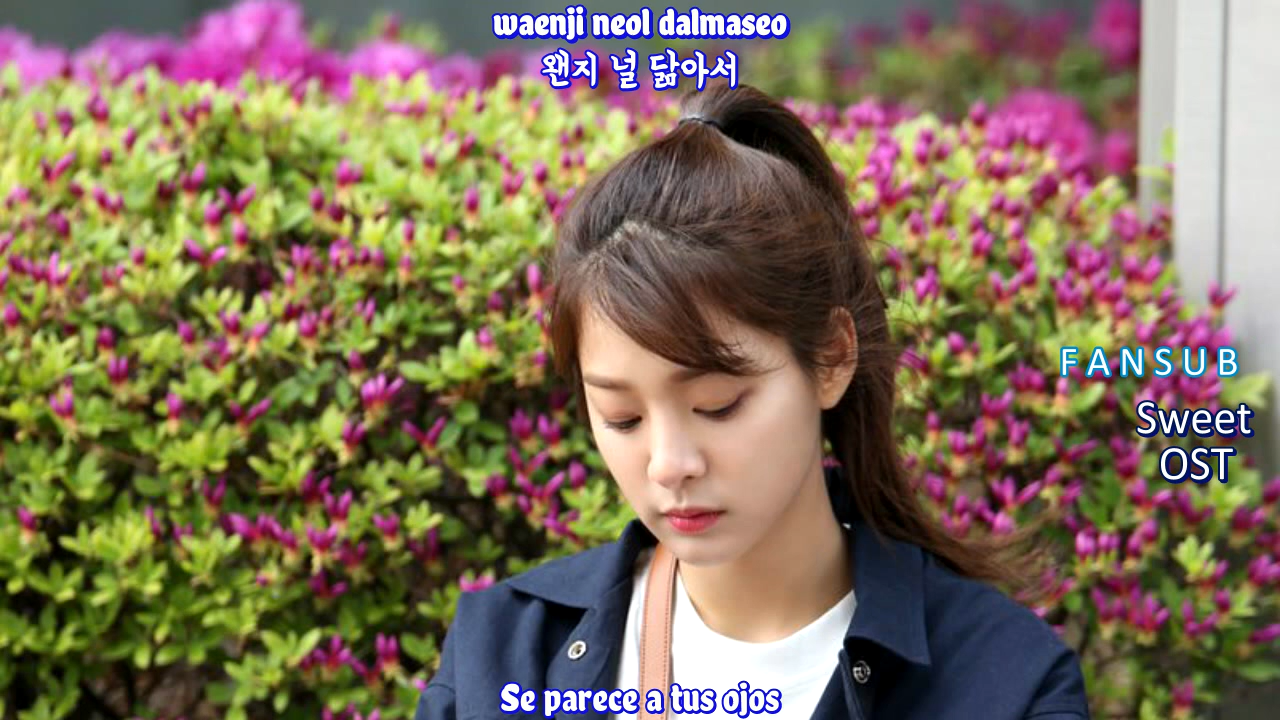 waenji neol dalmaseo
왠지 널 닮아서
FANSUB
Sweet
OST
Se parece a tus ojos